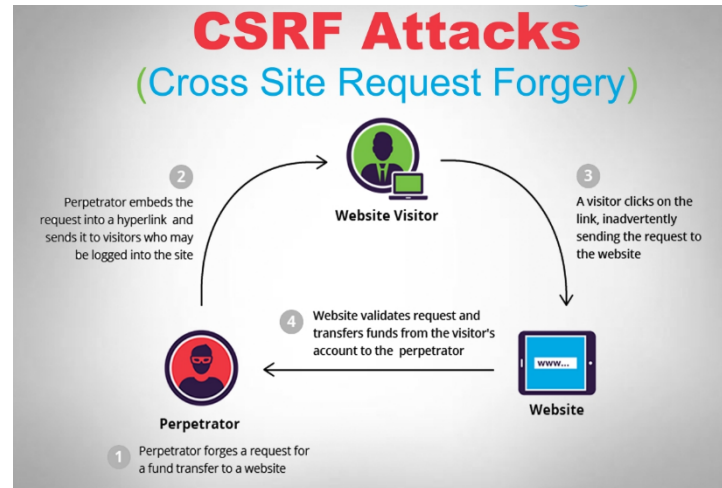 CSRF Attacks
(Cross Site Request Forgery)
Website Visitor
2
Perpetrator embeds the
request into a hyperlink and
sends it to visitors who may
be logged into the site
3
A visitor clicks on the
link, inadvertently
sending the request to
the website
4
Website validates request and
transfers funds from the visitor's
account to the perpetrator
www...
Website
Perpetrator
1
Perpetrator forges a request for
a fund transfer to a website